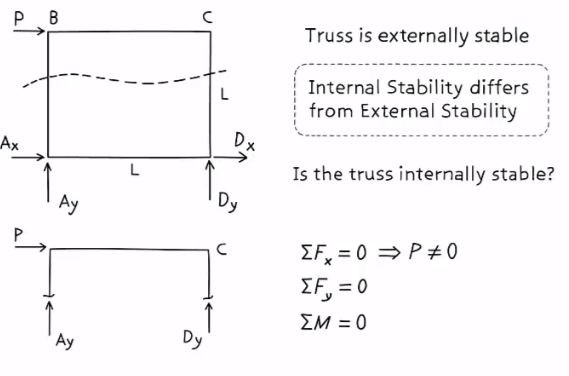 P B C
Truss is externally stable
Internal Stability differs
from External Stability
L
Ax Dx
L
Is the truss internally stable?
Ay Dy
P C
ΣFx = 0 ⇒ P ≠ 0
ΣFy = 0
ΣM = 0
Ay Dy